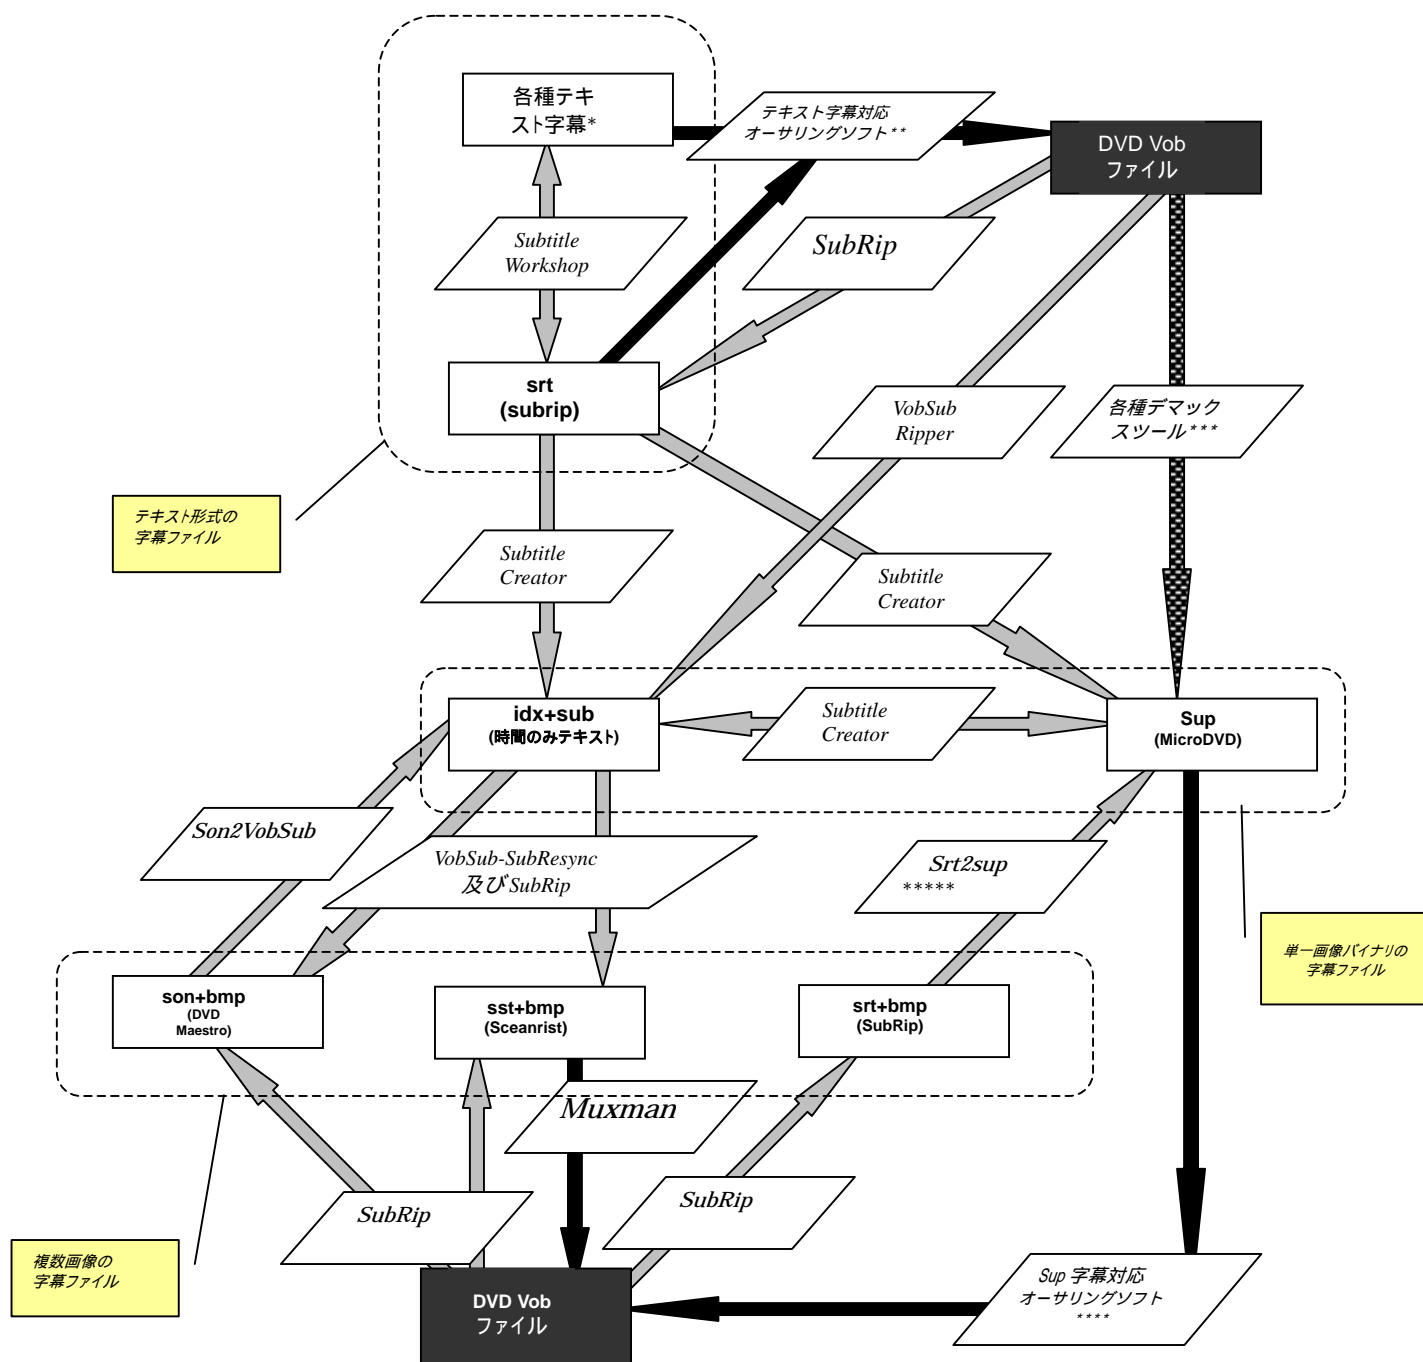 各種テキ
スト字幕*
テキスト字幕対応
オーサリングソフト**
DVD Vob
ファイル
Subtitle
Workshop
SubRip
srt
(subrip)
VobSub
Ripper
各種デマック
スツール***
テキスト形式の
字幕ファイル
Subtitle
Creator
Subtitle
Creator
idx+sub
(時間のみテキスト)
Subtitle
Creator
Sup
(MicroDVD)
Son2VobSub
VobSub-SubResync
及びSubRip
Srt2sup
*****
単一画像バイナリの
字幕ファイル
son+bmp
(DVD
Maestro)
sst+bmp
(Sceanrist)
srt+bmp
(SubRip)
Muxman
SubRip
SubRip
複数画像の
字幕ファイル
DVD Vob
ファイル
Sup 字幕対応
オーサリングソフト
****